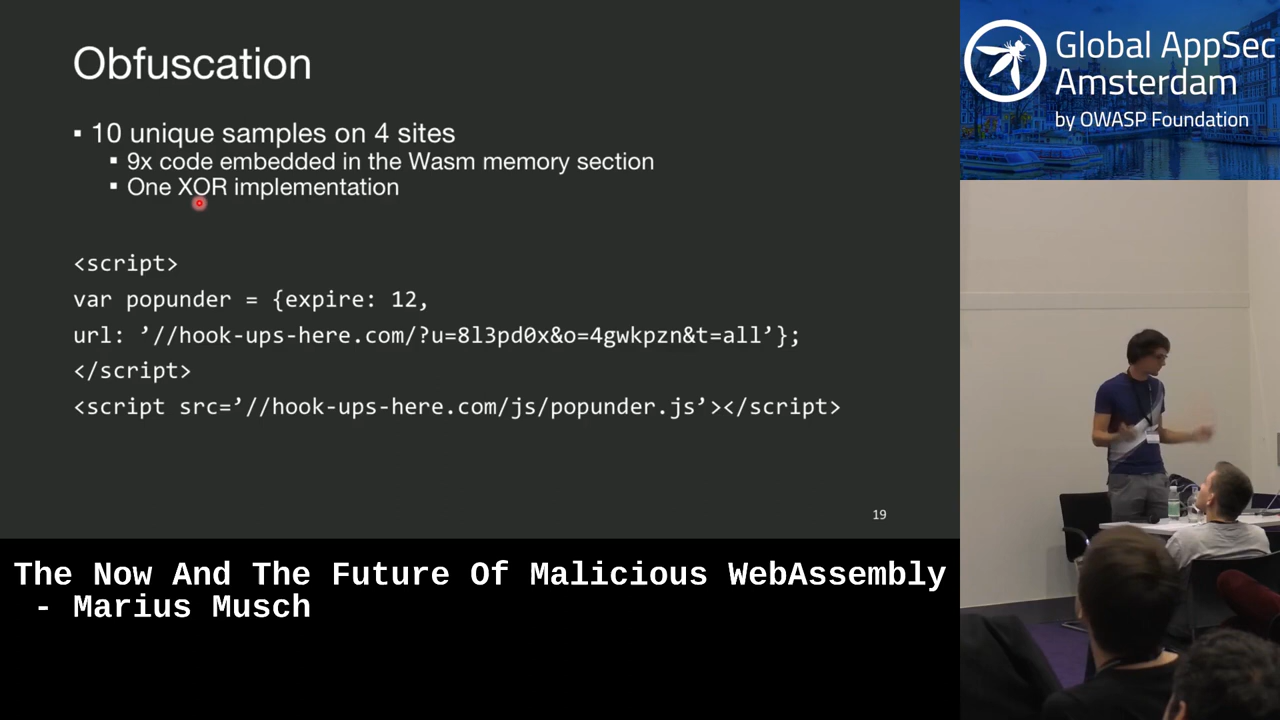 Obfuscation
▪ 10 unique samples on 4 sites
▪ 9x code embedded in the Wasm memory section
▪ One XOR implementation
<script>
var popunder = {expire: 12,
url: ’//hook-ups-here.com/?u=8l3pd0x&o=4gwkpzn&t=all’};
</script>
<script src=’//hook-ups-here.com/js/popunder.js’></script>
19
Global AppSec
Amsterdam
by OWASP Foundation
The Now And The Future Of Malicious WebAssembly
- Marius Musch